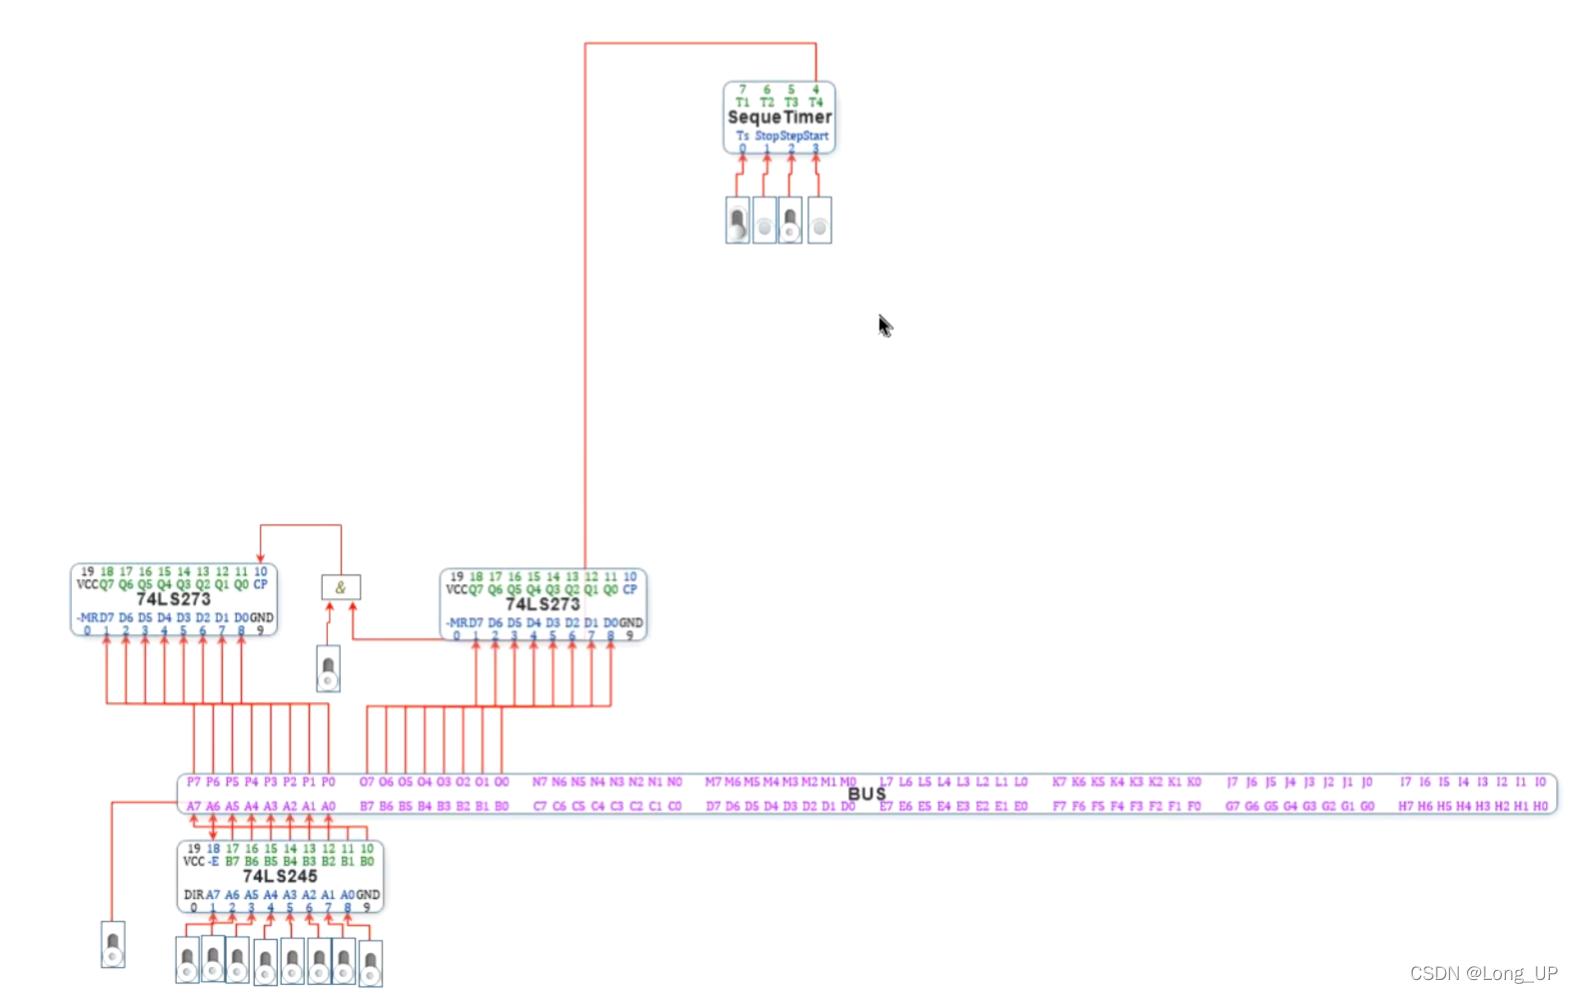 7 6 5 4
T1 T2 T3 T4
SequeTimer
Ts Stop Step Start
0 1 2 3
19 18 17 16 15 14 13 12 11 10
VCC Q7 Q6 Q5 Q4 Q3 Q2 Q1 Q0 CP
74LS273
-MR D7 D6 D5 D4 D3 D2 D1 D0 GND
0 1 2 3 4 5 6 7 8 9
&
19 18 17 16 15 14 13 12 11 10
VCC Q7 Q6 Q5 Q4 Q3 Q2 Q1 Q0 CP
74LS273
-MR D7 D6 D5 D4 D3 D2 D1 D0 GND
0 1 2 3 4 5 6 7 8 9
P7 P6 P5 P4 P3 P2 P1 P0 O7 O6 O5 O4 O3 O2 O1 O0 N7 N6 N5 N4 N3 N2 N1 N0 M7 M6 M5 M4 M3 M2 M1 M0 L7 L6 L5 L4 L3 L2 L1 L0 K7 K6 K5 K4 K3 K2 K1 K0 J7 J6 J5 J4 J3 J2 J1 J0 I7 I6 I5 I4 I3 I2 I1 I0
BUS
A7 A6 A5 A4 A3 A2 A1 A0 B7 B6 B5 B4 B3 B2 B1 B0 C7 C6 C5 C4 C3 C2 C1 C0 D7 D6 D5 D4 D3 D2 D1 D0 E7 E6 E5 E4 E3 E2 E1 E0 F7 F6 F5 F4 F3 F2 F1 F0 G7 G6 G5 G4 G3 G2 G1 G0 H7 H6 H5 H4 H3 H2 H1 H0
19 18 17 16 15 14 13 12 11 10
VCC -E B7 B6 B5 B4 B3 B2 B1 B0
74LS245
DIR A7 A6 A5 A4 A3 A2 A1 A0 GND
0 1 2 3 4 5 6 7 8 9
CSDN @Long_UP